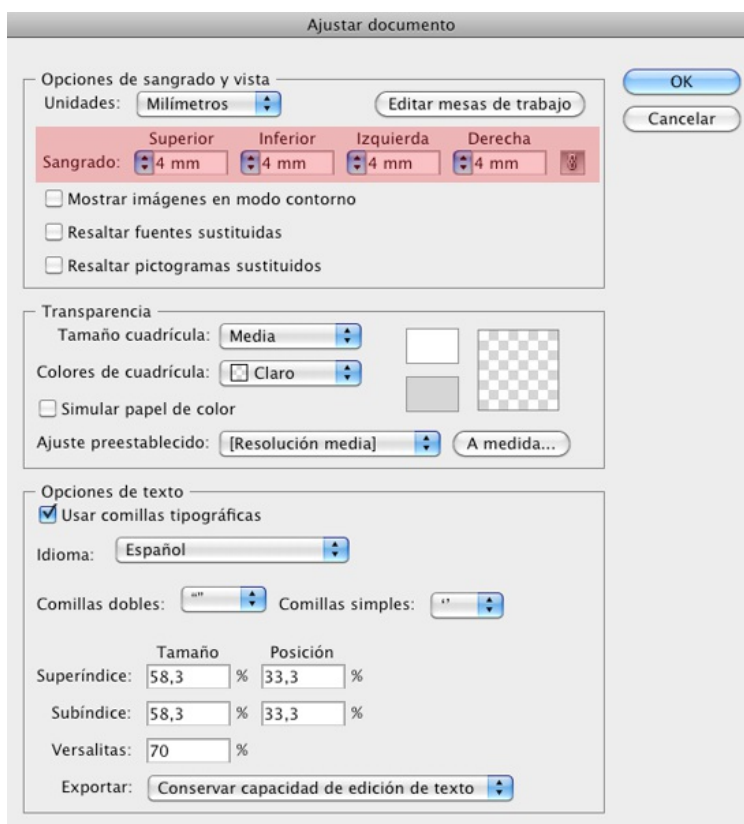 Ajustar documento
Opciones de sangrado y vista
OK
Unidades: Milímetros Editar mesas de trabajo
Cancelar
Superior Inferior Izquierda Derecha
Sangrado: 4 mm 4 mm 4 mm 4 mm
Mostrar imágenes en modo contorno
Resaltar fuentes sustituidas
Resaltar pictogramas sustituidos
Transparencia
Tamaño cuadrícula: Media
Colores de cuadrícula: Claro
Simular papel de color
Ajuste preestablecido: [Resolución media] A medida...
Opciones de texto
Usar comillas tipográficas
Idioma: Español
Comillas dobles: “” Comillas simples: ‘’
Tamaño Posición
Superíndice: 58,3 % 33,3 %
Subíndice: 58,3 % 33,3 %
Versalitas: 70 %
Exportar: Conservar capacidad de edición de texto